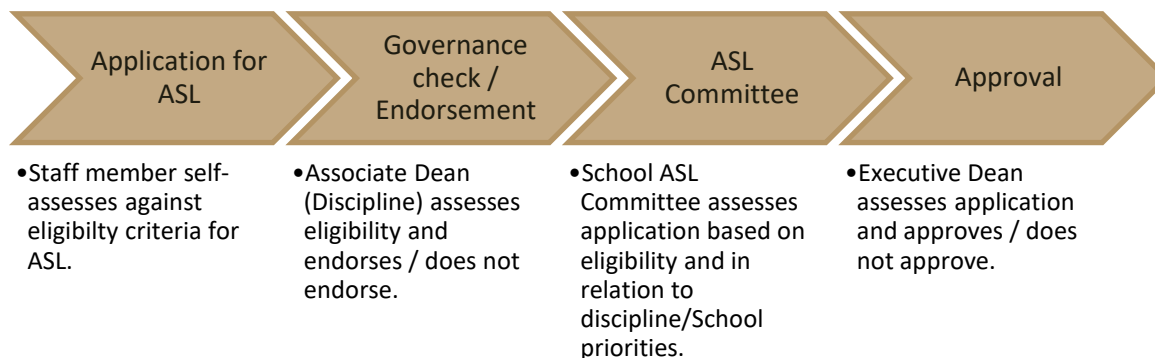 Application for
ASL
Governance
check /
Endorsement
ASL
Committee
Approval
•Staff member self-
assesses against
eligibilty criteria for
ASL.
•Associate Dean
(Discipline) assesses
eligibility and
endorses / does not
endorse.
•School ASL
Committee assesses
application based on
eligibility and in
relation to
discipline/School
priorities.
•Executive Dean
assesses application
and approves / does
not approve.